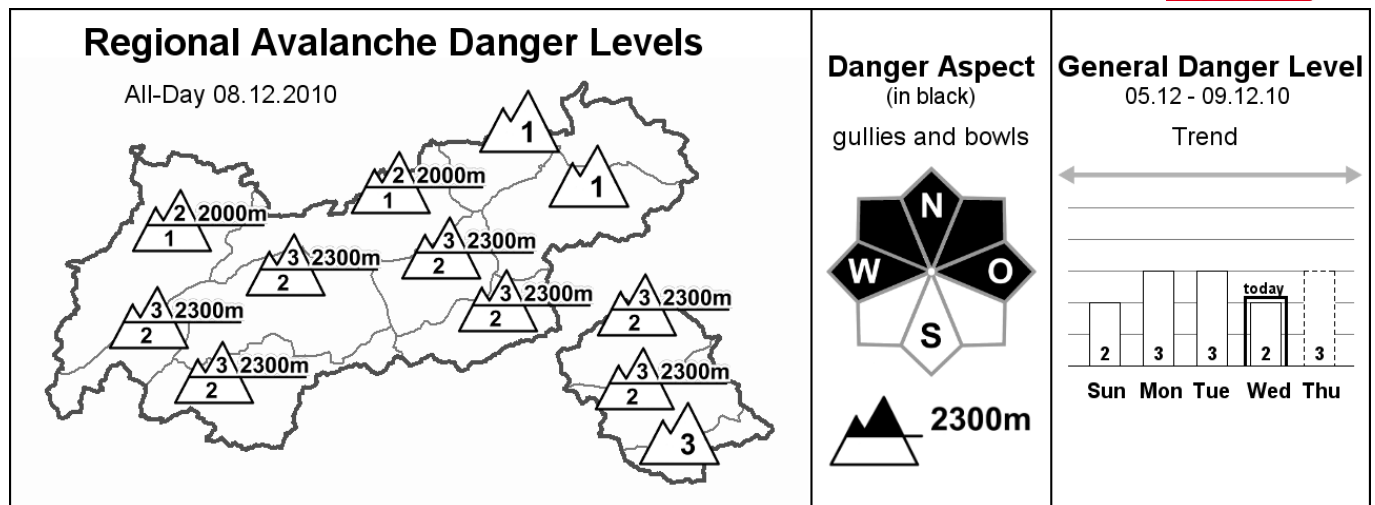 Regional Avalanche Danger Levels
All-Day 08.12.2010
1
1
2 2000m
1
2 2000m
1
3 2300m
2
3 2300m
2
3 2300m
2
3 2300m
2
3 2300m
2
3 2300m
2
3 2300m
2
3
Danger Aspect
(in black)
gullies and bowls
N
W
O
S
2300m
General Danger Level
05.12 - 09.12.10
Trend
today
2 3 3 2 3
Sun Mon Tue Wed Thu